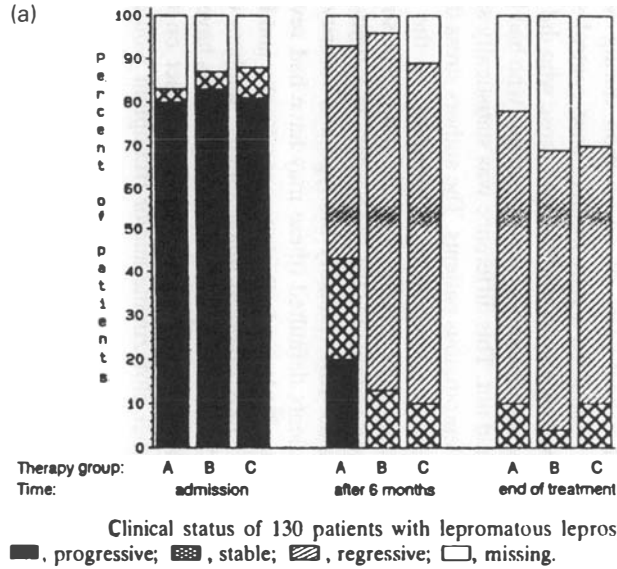 (a)
Percent of patients
100
90
80
70
60
50
40
30
20
10
0
Therapy group: A B C A B C A B C
Time: admission after 6 months end of treatment
Clinical status of 130 patients with lepromatous lepros
, progressive; , stable; , regressive; , missing.